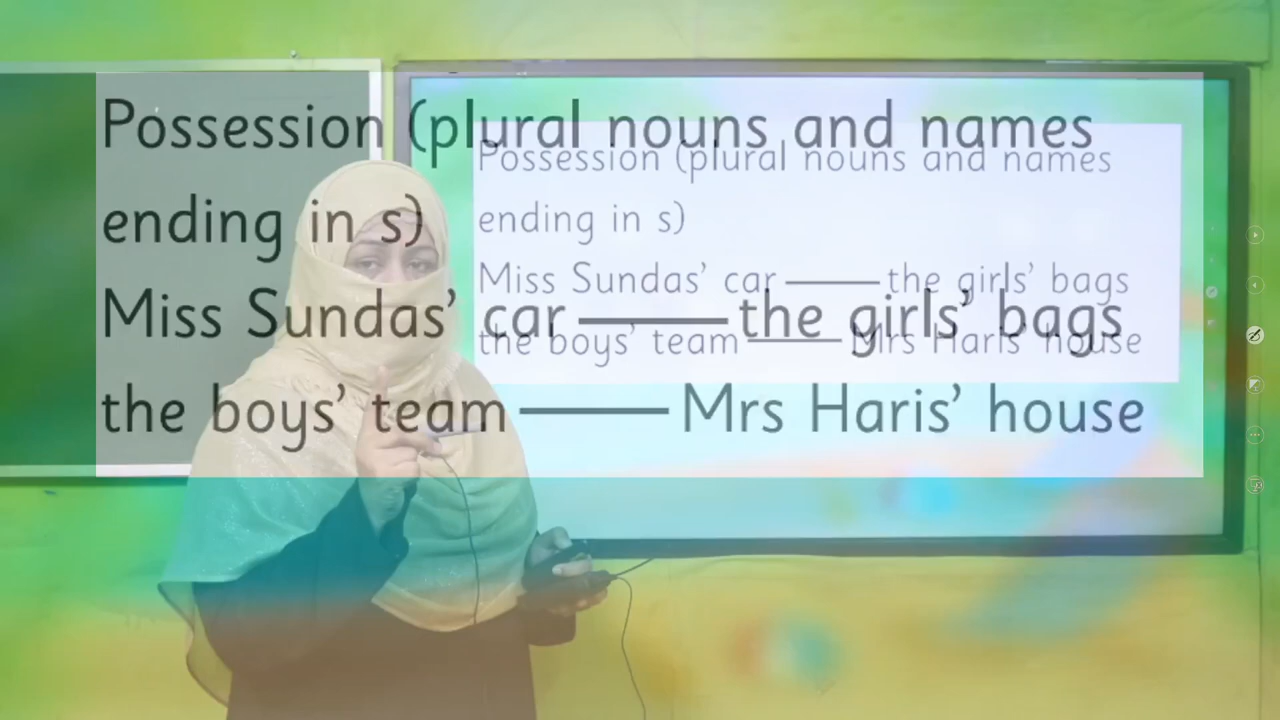 Possession (plural nouns and names
ending in s)
Miss Sundas’ car ——— the girls’ bags
the boys’ team ——— Mrs Haris’ house
Possession (plural nouns and names
ending in s)
Miss Sundas’ car ——— the girls’ bags
the boys’ team ——— Mrs Haris’ house